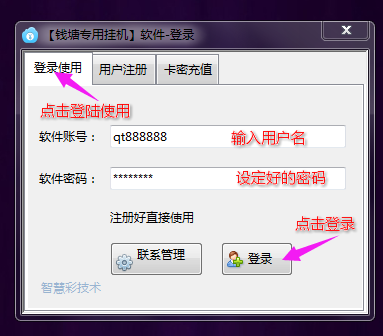 【钱塘专用挂机】软件-登录
登录使用 用户注册 卡密充值
点击登陆使用
软件账号： qt888888 输入用户名
软件密码： ******** 设定好的密码
注册好直接使用
点击登录
联系管理 登录
智慧彩技术